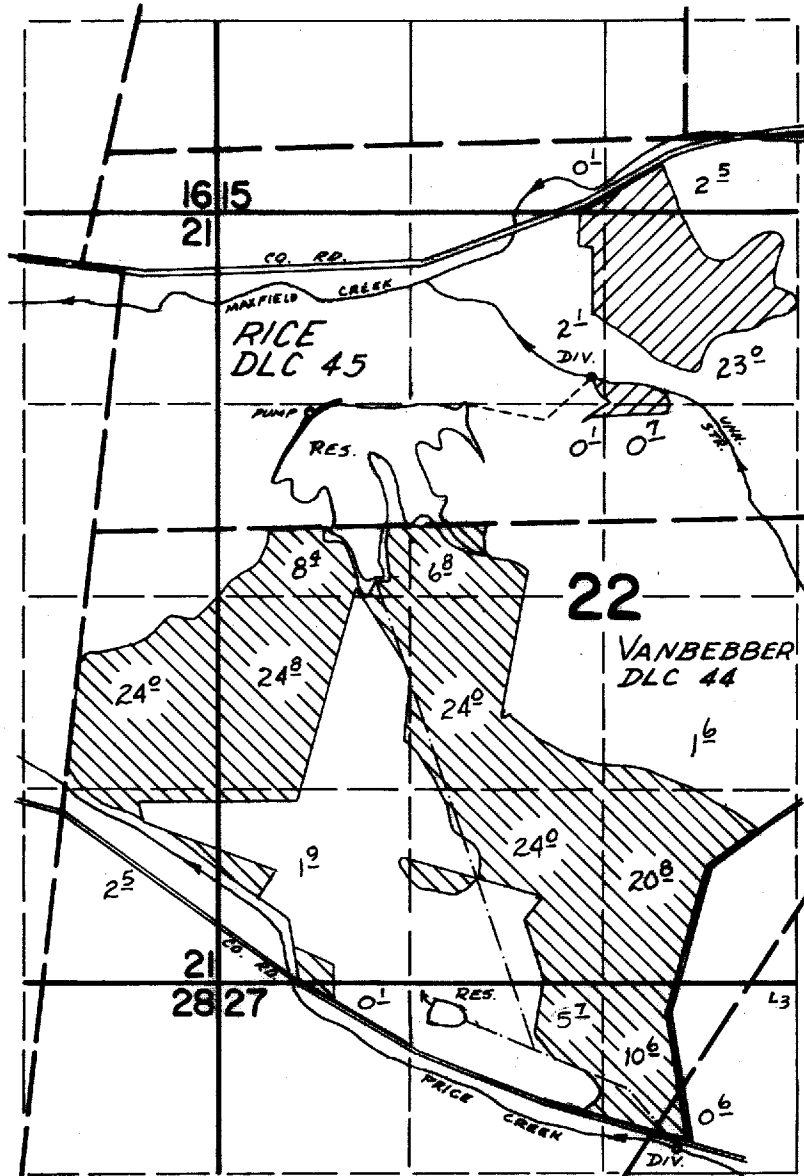 0 1
2 5
16 15
21
CO. RD.
MAXFIELD CREEK
RICE
DLC 45
2 1
DIV.
23 0
PUMP
RES.
0 1
0 7
UNN.
STR.
8 4
6 8
22
VANBEBBER
DLC 44
24 0
24 8
24 0
1 6
24 0
20 8
1 9
2 5
CO. RD.
21
28 27
0 1
RES.
5 7
L3
10 6
0 6
PRICE
CREEK
DIV.